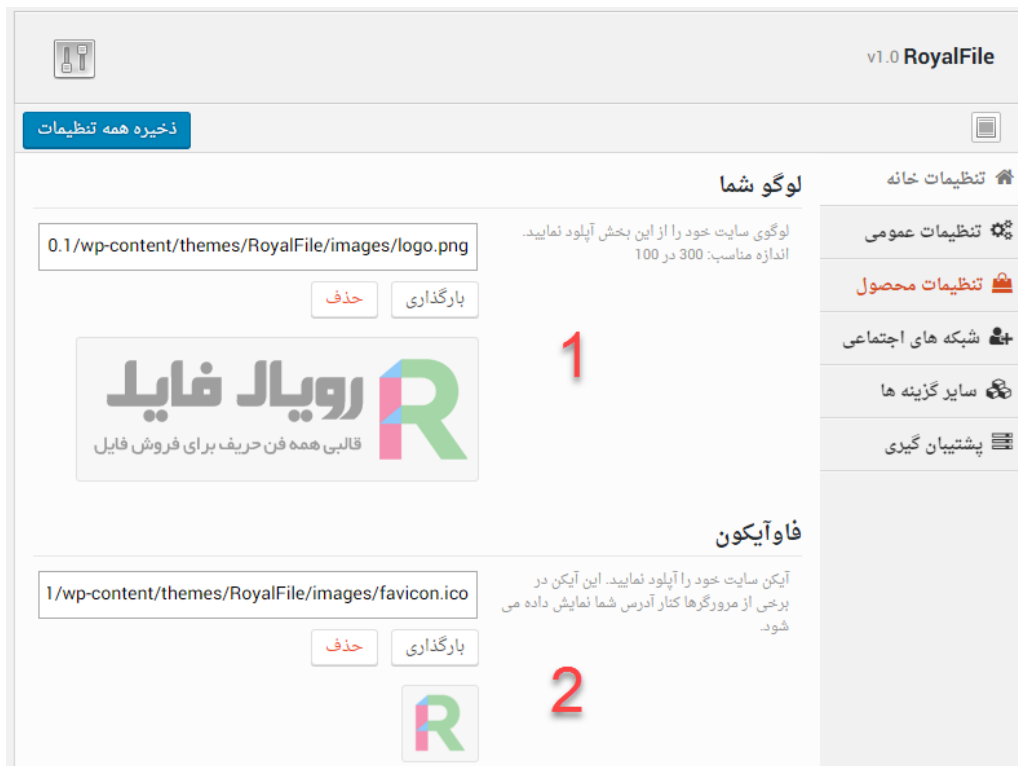 RoyalFile v1.0
ذخیره همه تنظیمات
تنظیمات خانه
تنظیمات عمومی
تنظیمات محصول
شبکه های اجتماعی
سایر گزینه ها
پشتیبان گیری
لوگو شما
لوگوی سایت خود را از این بخش آپلود نمایید.
اندازه مناسب: 300 در 100
0.1/wp-content/themes/RoyalFile/images/logo.png
بارگذاری
حذف
1
رویال فایل
قالبی همه فن حریف برای فروش فایل
فاوآیکون
آیکن سایت خود را آپلود نمایید. این آیکن در
برخی از مرورگرها کنار آدرس شما نمایش داده می
شود.
1/wp-content/themes/RoyalFile/images/favicon.ico
بارگذاری
حذف
2